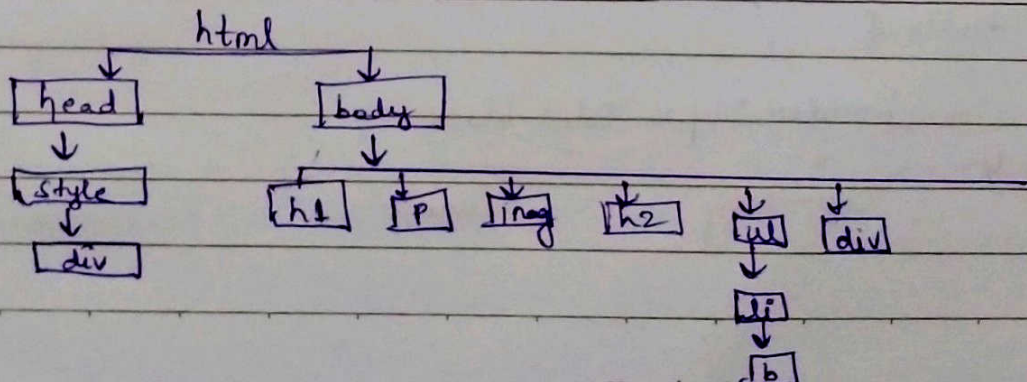 html
head body
style h1 p img h2 ul div
div
li
b